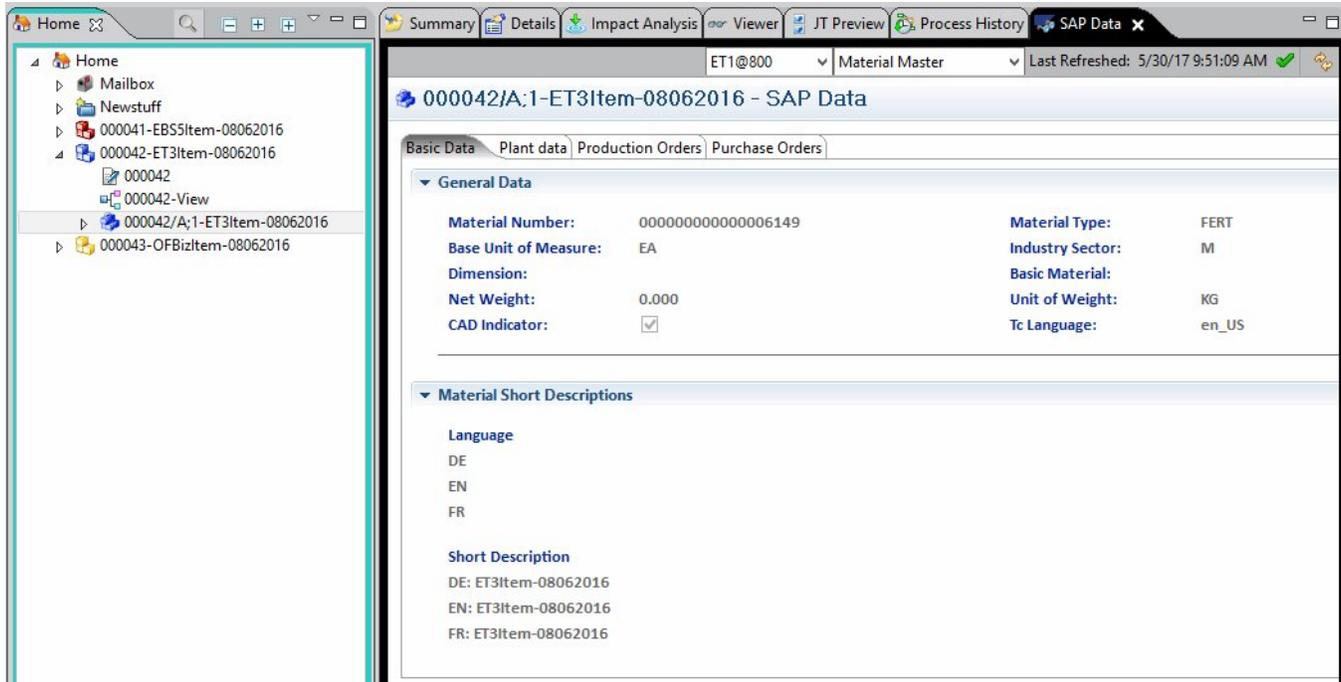 Home
Summary Details Impact Analysis Viewer JT Preview Process History SAP Data
Home
Mailbox
Newstuff
000041-EBS5Item-08062016
000042-ET3Item-08062016
000042
000042-View
000042/A;1-ET3Item-08062016
000043-OFBizItem-08062016
ET1@800 Material Master Last Refreshed: 5/30/17 9:51:09 AM
000042/A;1-ET3Item-08062016 - SAP Data
Basic Data Plant data Production Orders Purchase Orders
General Data
Material Number: 000000000000006149 Material Type: FERT
Base Unit of Measure: EA Industry Sector: M
Dimension: Basic Material:
Net Weight: 0.000 Unit of Weight: KG
CAD Indicator: Tc Language: en_US
Material Short Descriptions
Language
DE
EN
FR
Short Description
DE: ET3Item-08062016
EN: ET3Item-08062016
FR: ET3Item-08062016